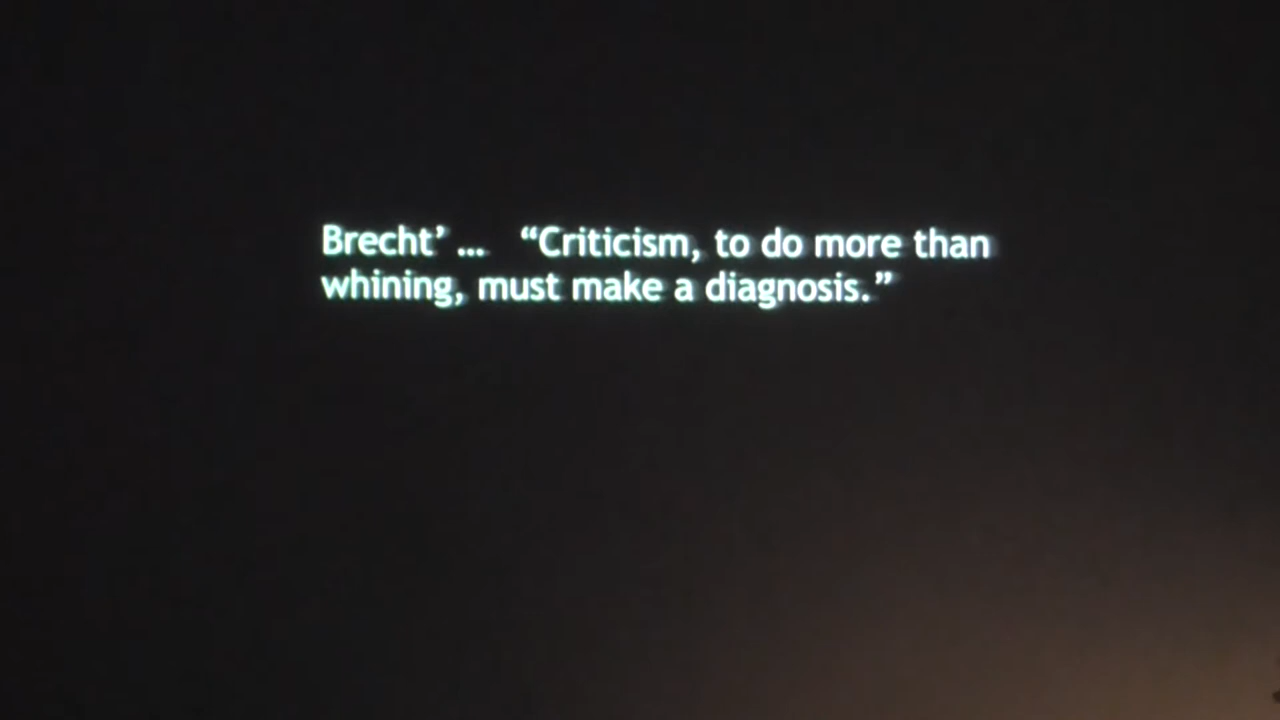 Brecht’ ... “Criticism, to do more than
whining, must make a diagnosis.”